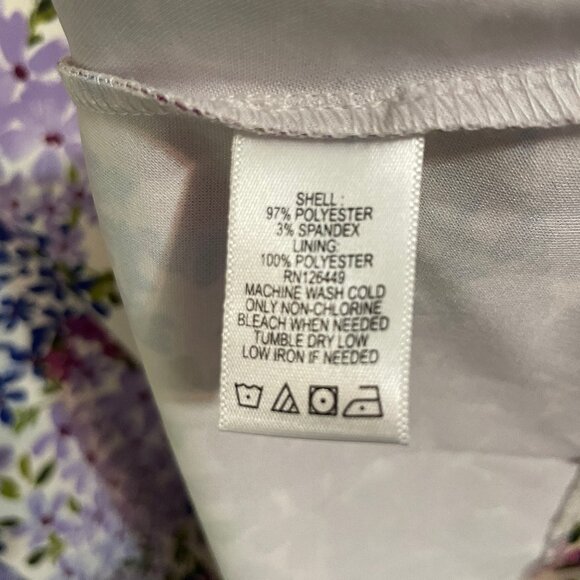 SHELL :
97% POLYESTER
3% SPANDEX
LINING:
100% POLYESTER
RN126449
MACHINE WASH COLD
ONLY NON-CHLORINE
BLEACH WHEN NEEDED
TUMBLE DRY LOW
LOW IRON IF NEEDED